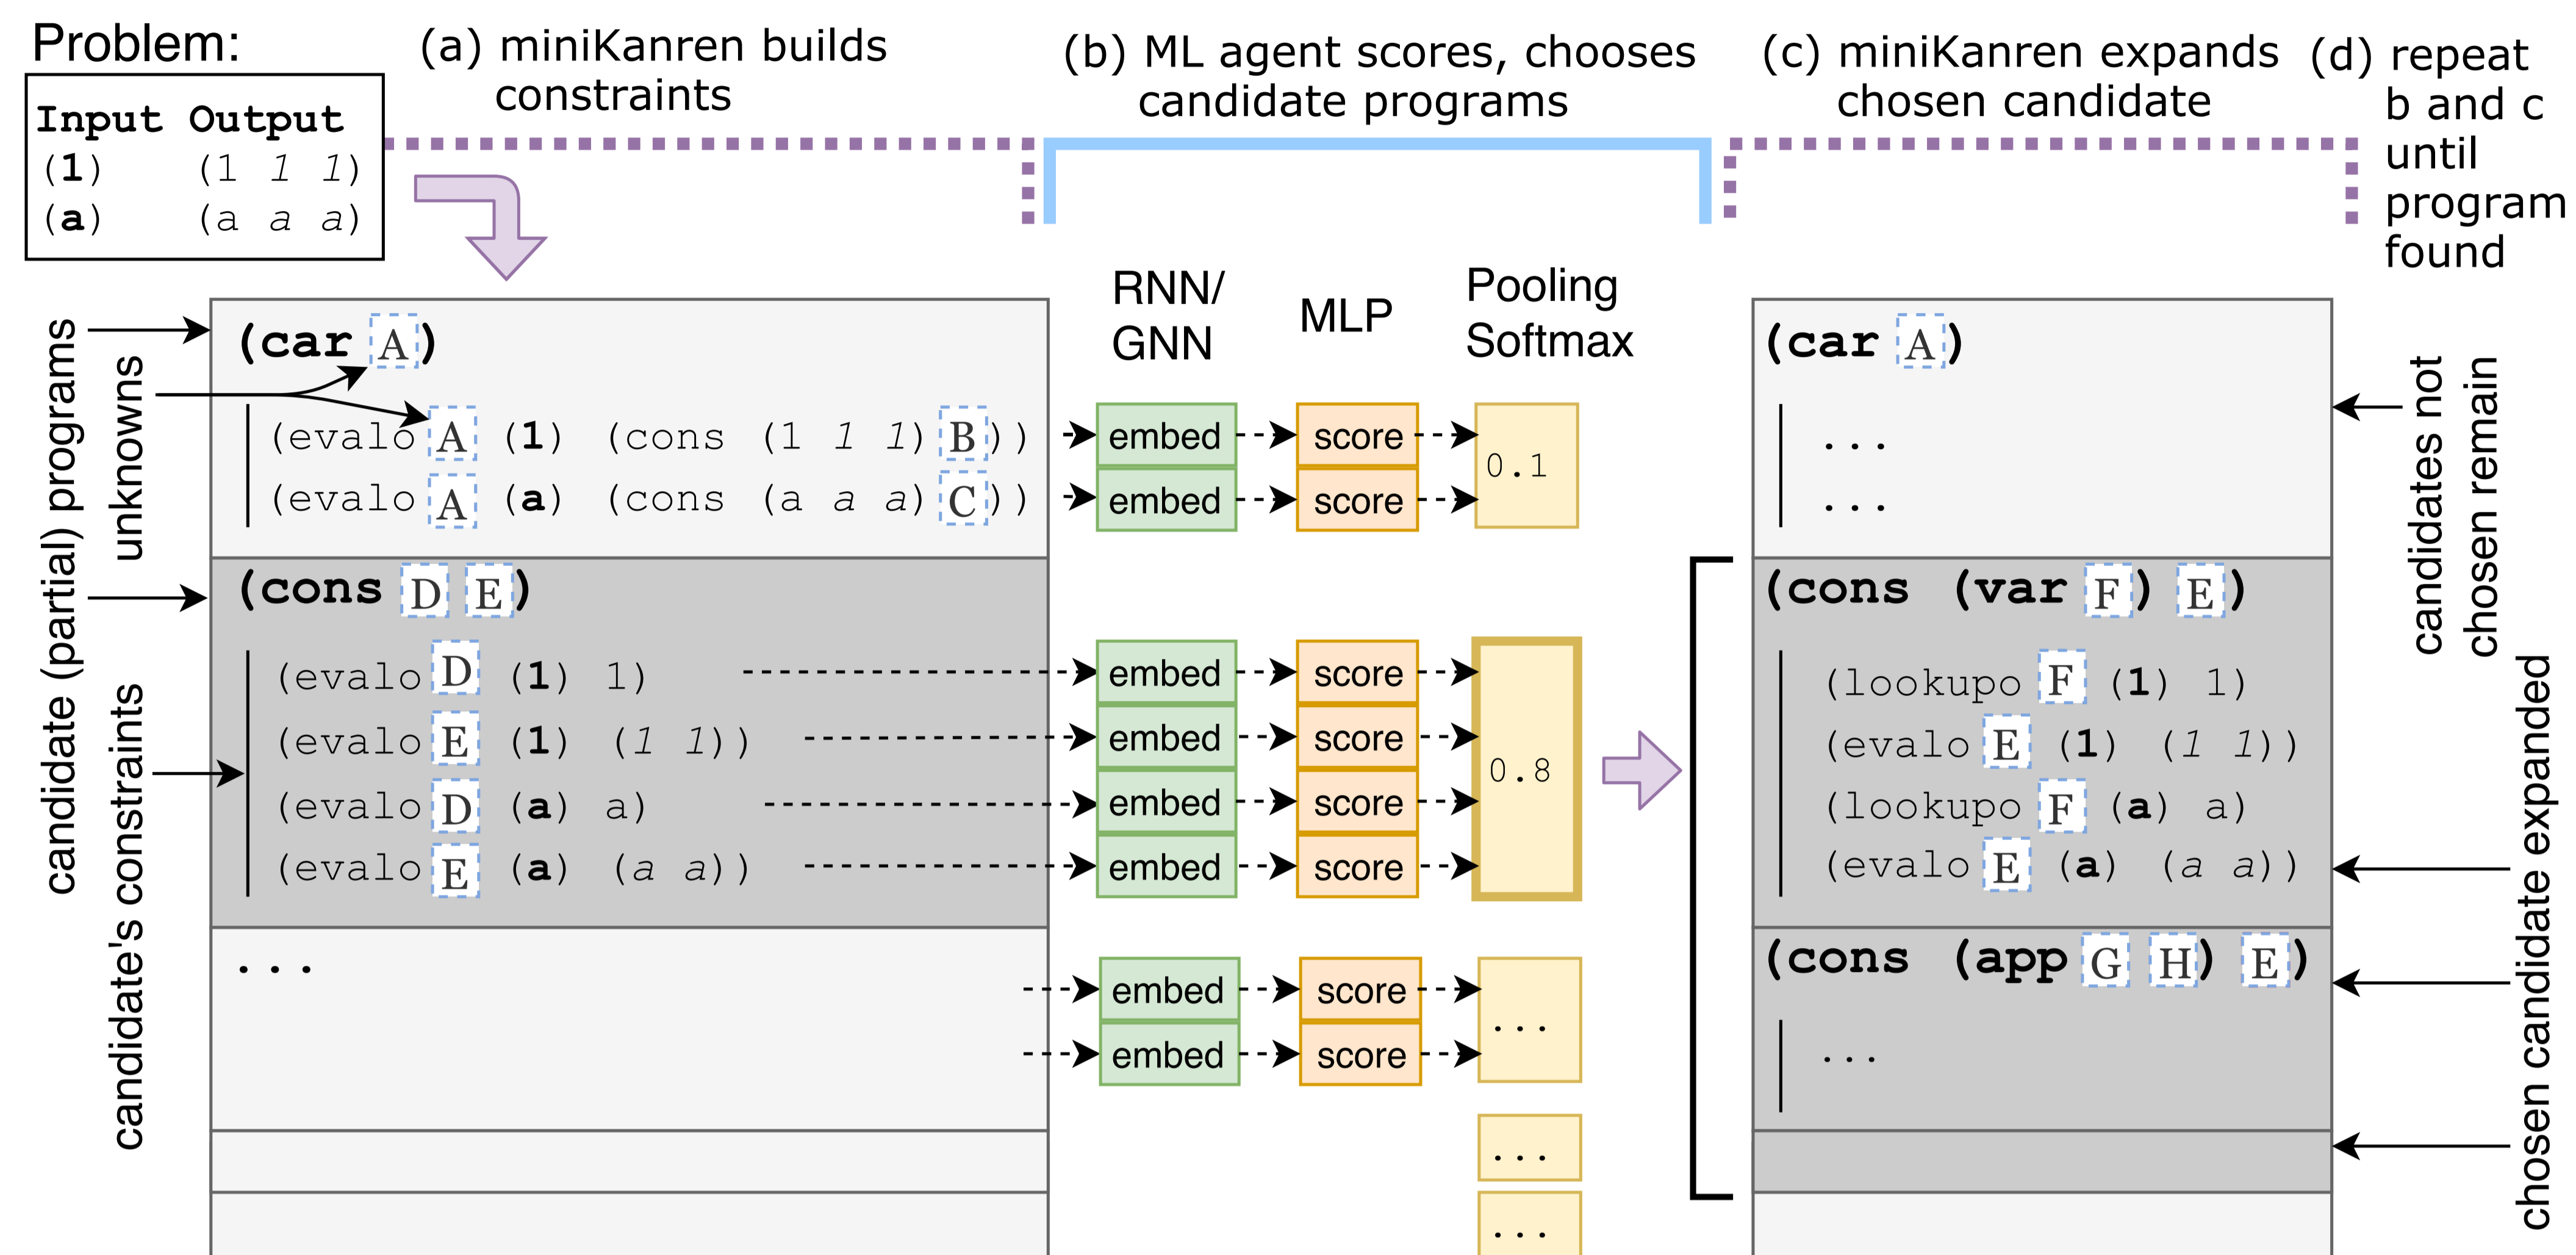 Problem:
Input Output
(1) (1 1 1)
(a) (a a a)
(a) miniKanren builds
constraints
(b) ML agent scores, chooses
candidate programs
(c) miniKanren expands
chosen candidate
(d) repeat
b and c
until
program
found
candidate (partial) programs
unknowns
candidate's constraints
(car A)
(evalo A (1) (cons (1 1 1) B))
(evalo A (a) (cons (a a a) C))
(cons D E)
(evalo D (1) 1)
(evalo E (1) (1 1))
(evalo D (a) a)
(evalo E (a) (a a))
...
RNN/
GNN
MLP
Pooling
Softmax
embed score
embed score
0.1
embed score
embed score
embed score
embed score
0.8
embed score
embed score
...
...
...
(car A)
...
...
(cons (var F) E)
(lookupo F (1) 1)
(evalo E (1) (1 1))
(lookupo F (a) a)
(evalo E (a) (a a))
(cons (app G H) E)
...
candidates not
chosen remain
chosen candidate expanded